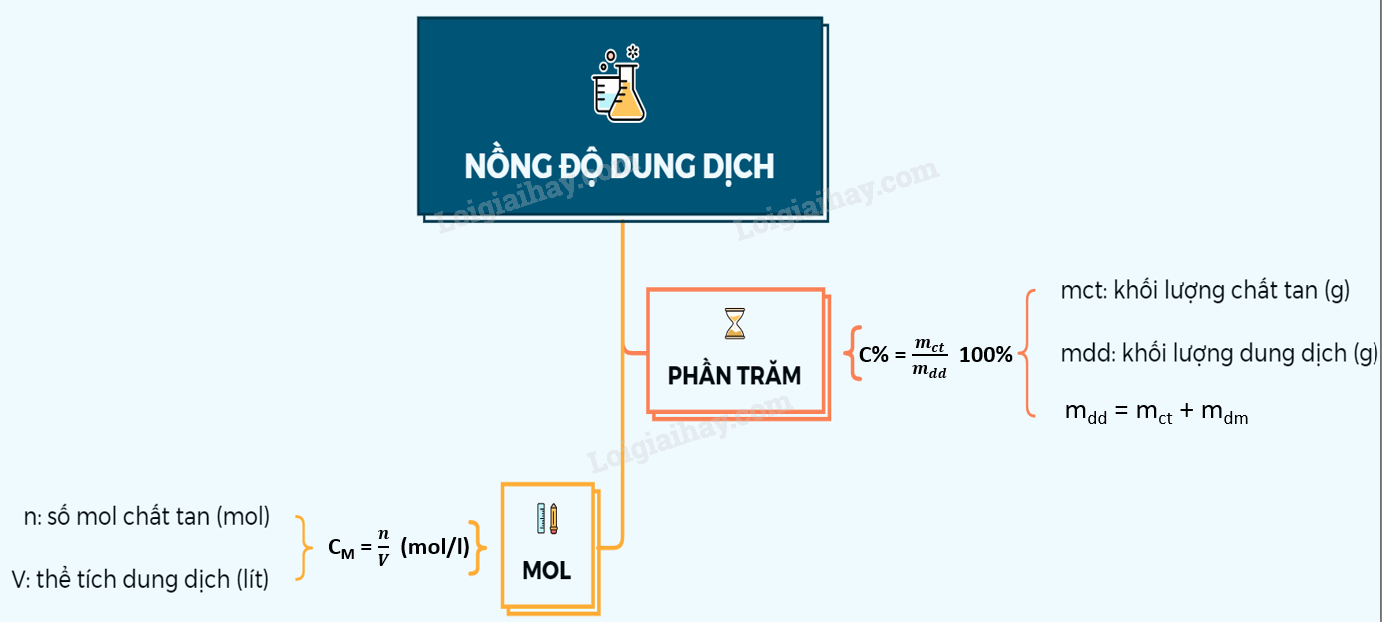 NỒNG ĐỘ DUNG DỊCH
Loigiaihay.com
Loigiaihay.com
PHẦN TRĂM
C% = mct/mdd 100%
mct: khối lượng chất tan (g)
mdd: khối lượng dung dịch (g)
mdd = mct + mdm
Loigiaihay.com
MOL
CM = n/V (mol/l)
n: số mol chất tan (mol)
V: thể tích dung dịch (lít)